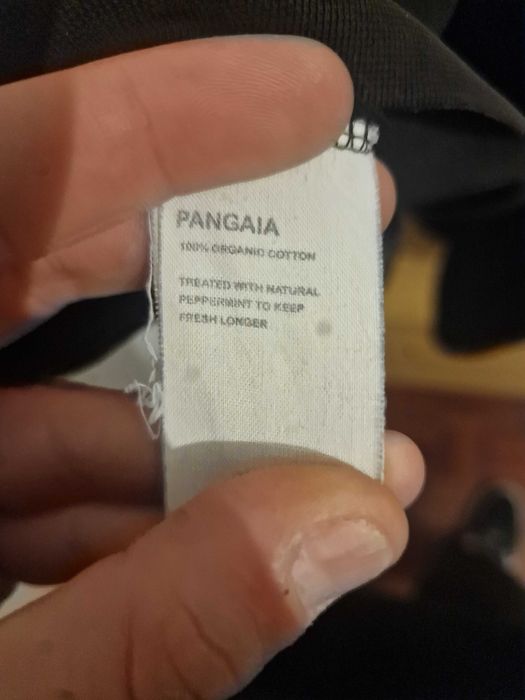 PANGAIA
100% ORGANIC COTTON
TREATED WITH NATURAL
PEPPERMINT TO KEEP
FRESH LONGER